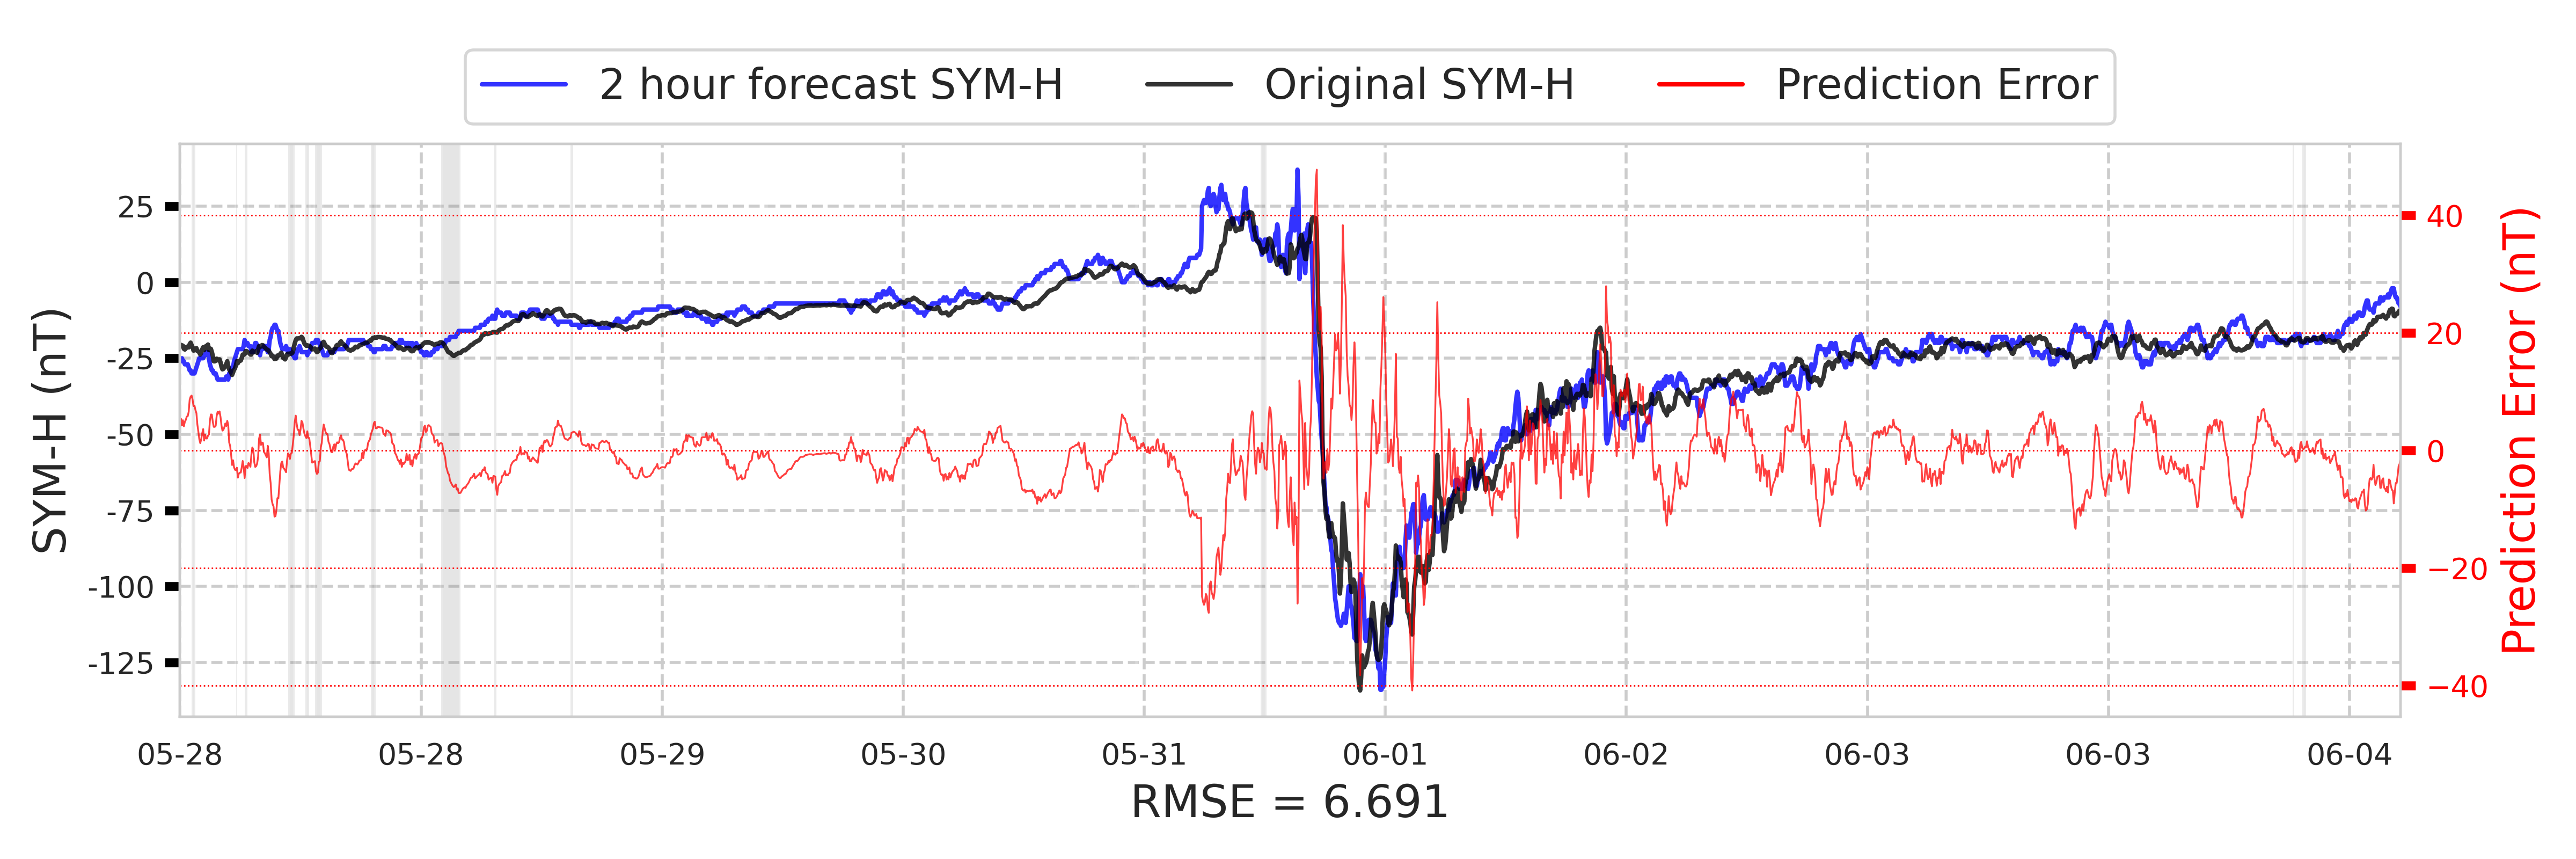 2 hour forecast SYM-H Original SYM-H Prediction Error
SYM-H (nT)
25
0
-25
-50
-75
-100
-125
40
20
0
−20
−40
Prediction Error (nT)
05-28 05-28 05-29 05-30 05-31 06-01 06-02 06-03 06-03 06-04
RMSE = 6.691